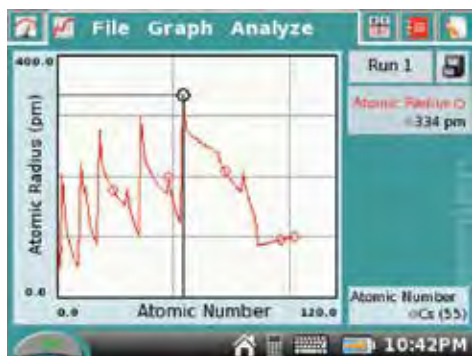 File Graph Analyze
400.0
Run 1
Atomic Radius
334 pm
Atomic Radius (pm)
0.0
0.0 Atomic Number 120.0
Atomic Number
Cs (55)
10:42PM